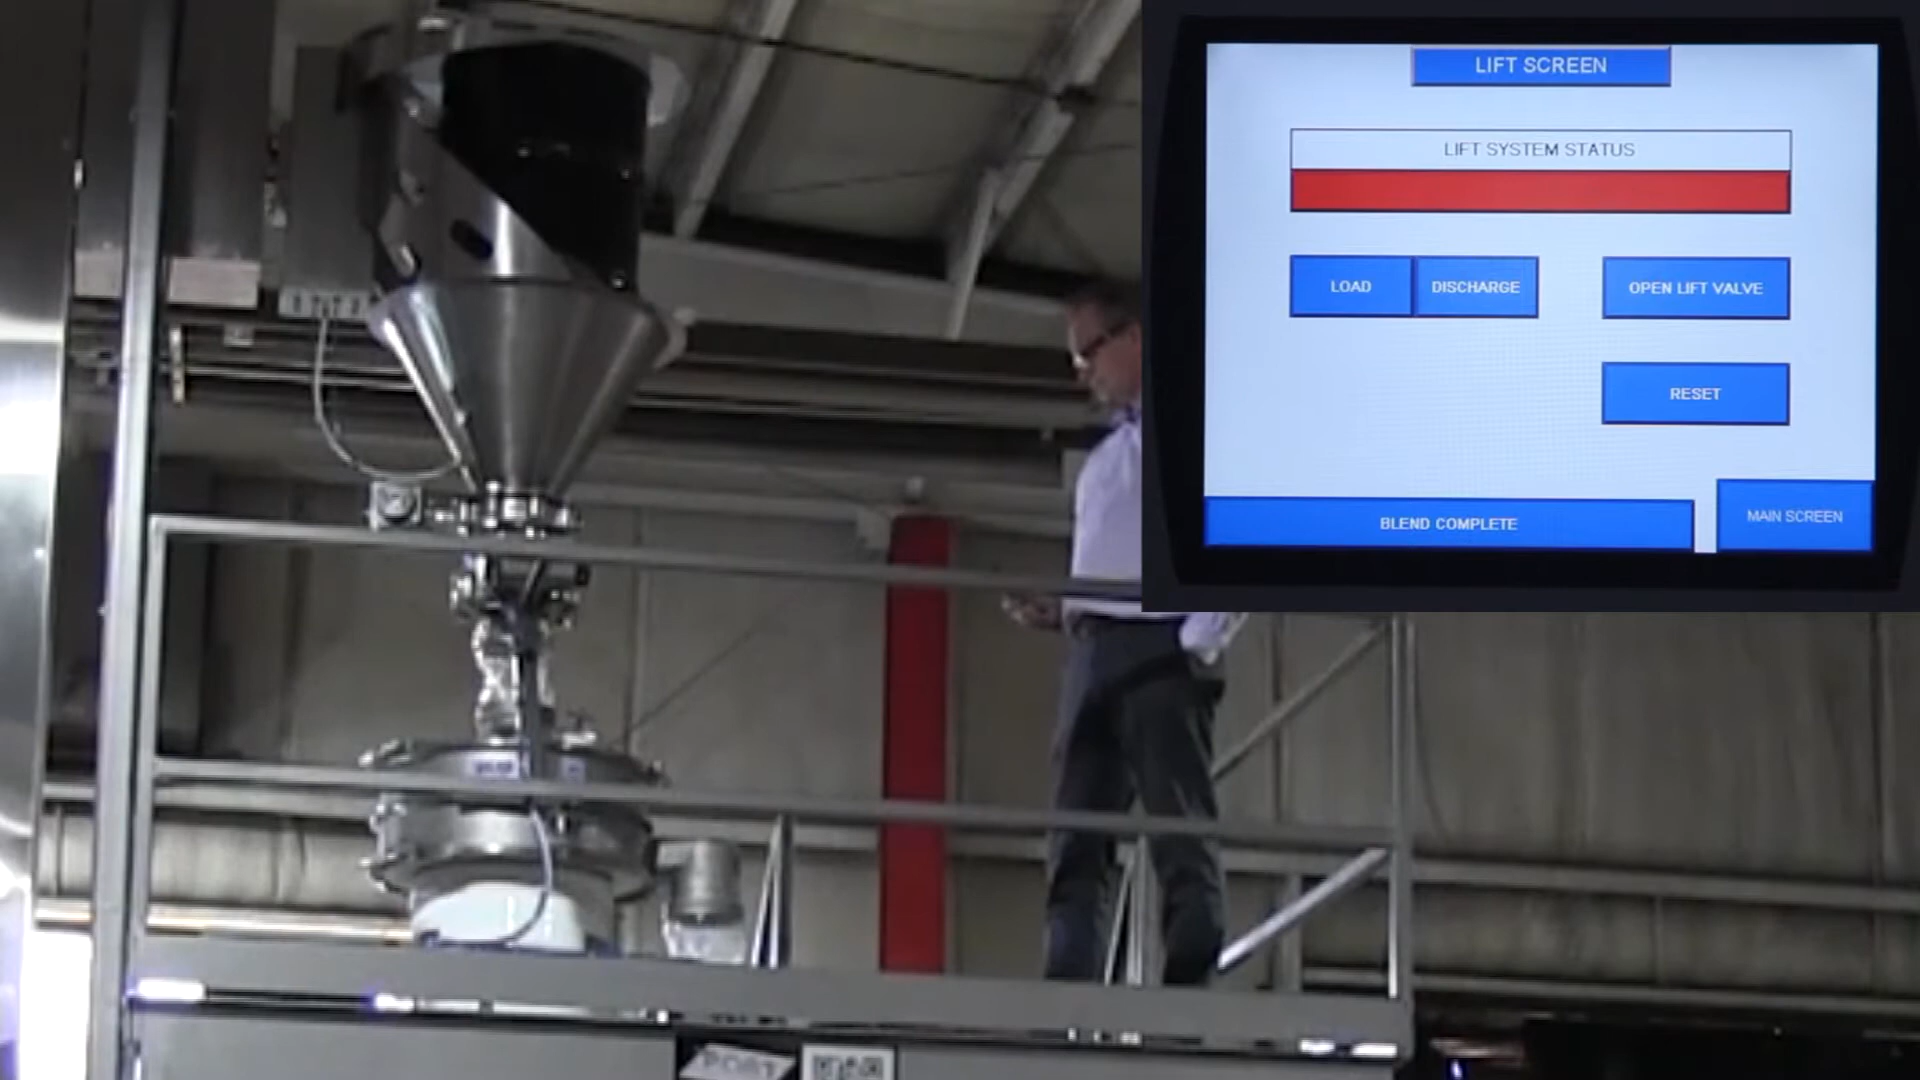 LIFT SCREEN
LIFT SYSTEM STATUS
LOAD
DISCHARGE
OPEN LIFT VALVE
RESET
BLEND COMPLETE
MAIN SCREEN